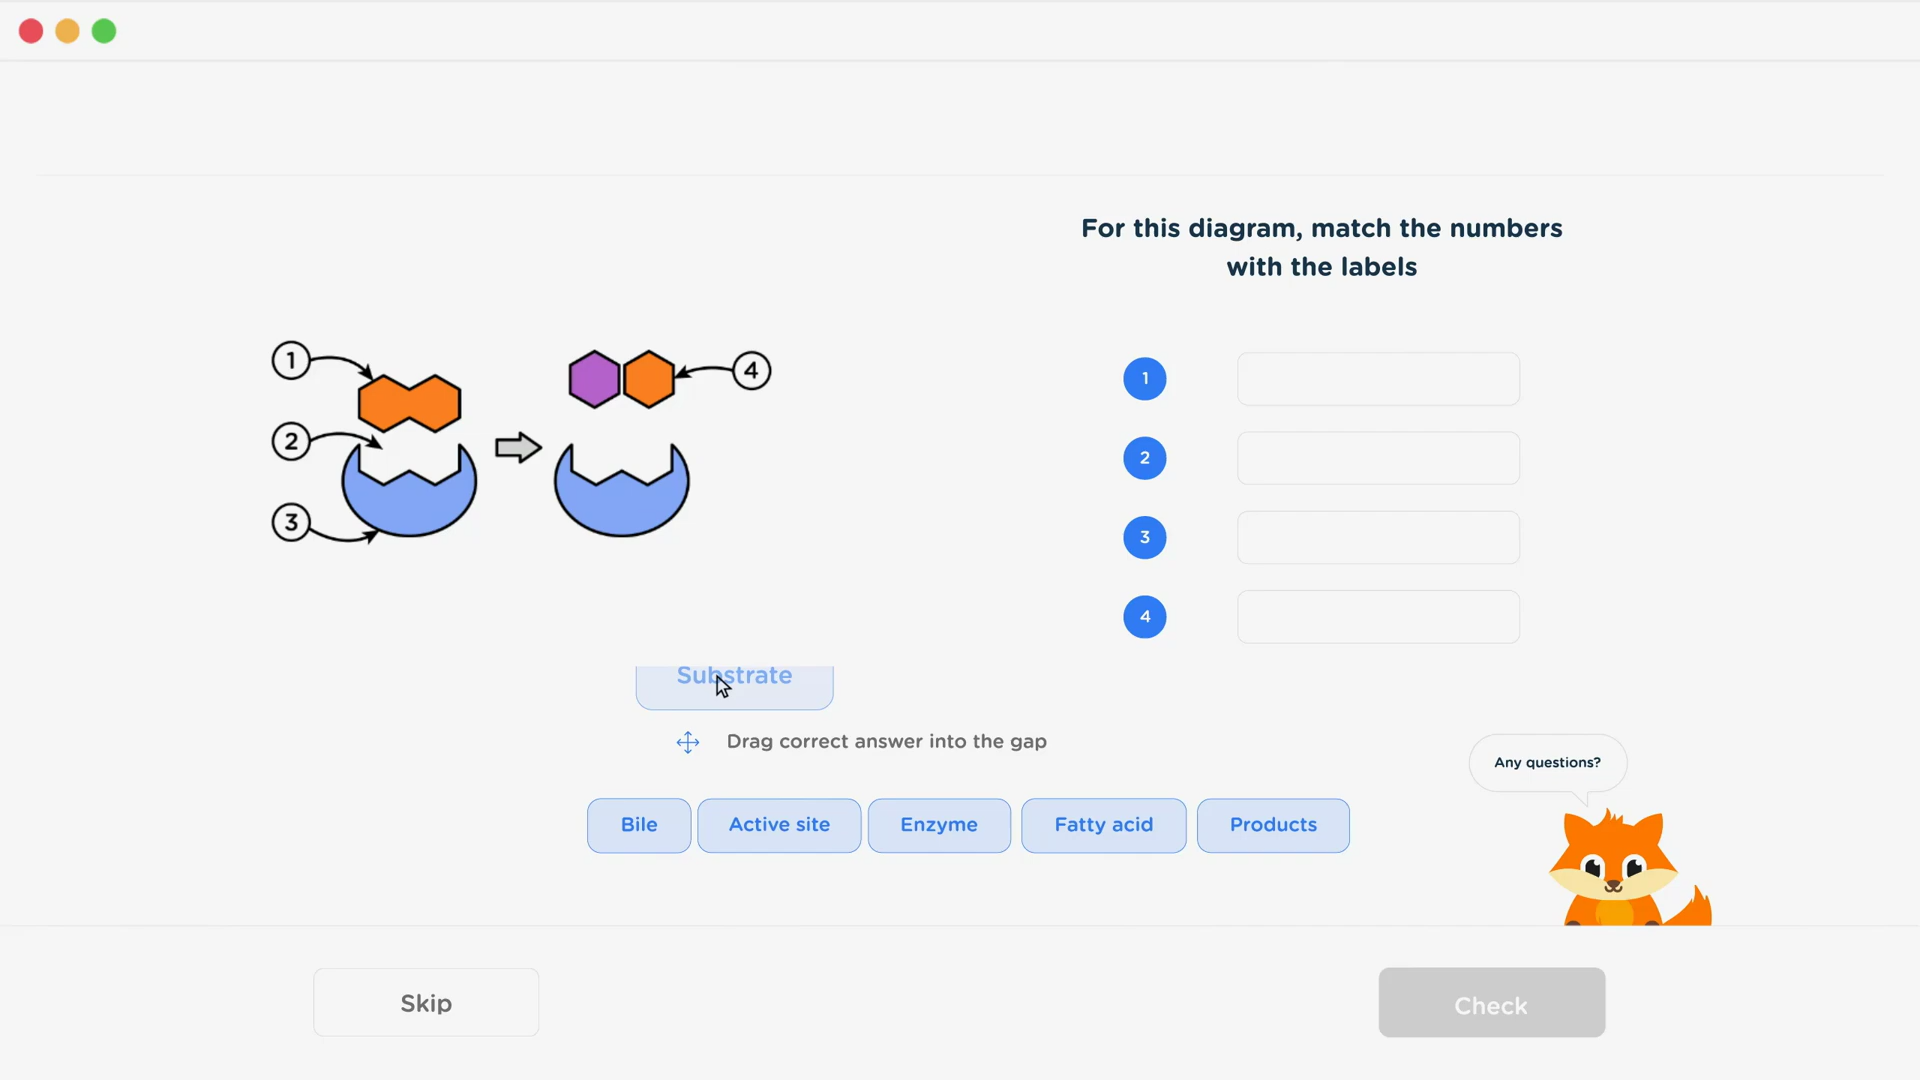 For this diagram, match the numbers
with the labels
1
2
3
4
1
2
3
4
Substrate
Drag correct answer into the gap
Any questions?
Bile
Active site
Enzyme
Fatty acid
Products
Skip
Check